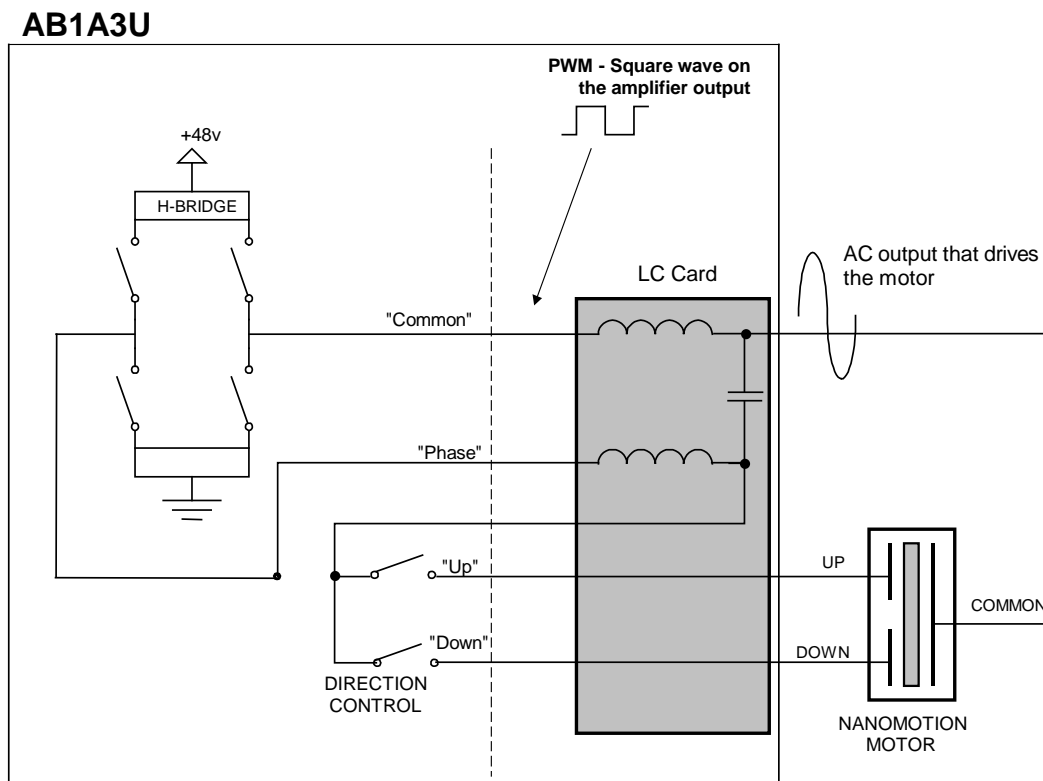 AB1A3U
PWM - Square wave on
the amplifier output
+48v
H-BRIDGE
LC Card
AC output that drives
the motor
"Common"
"Phase"
"Up"
UP
COMMON
"Down"
DOWN
DIRECTION
CONTROL
NANOMOTION
MOTOR